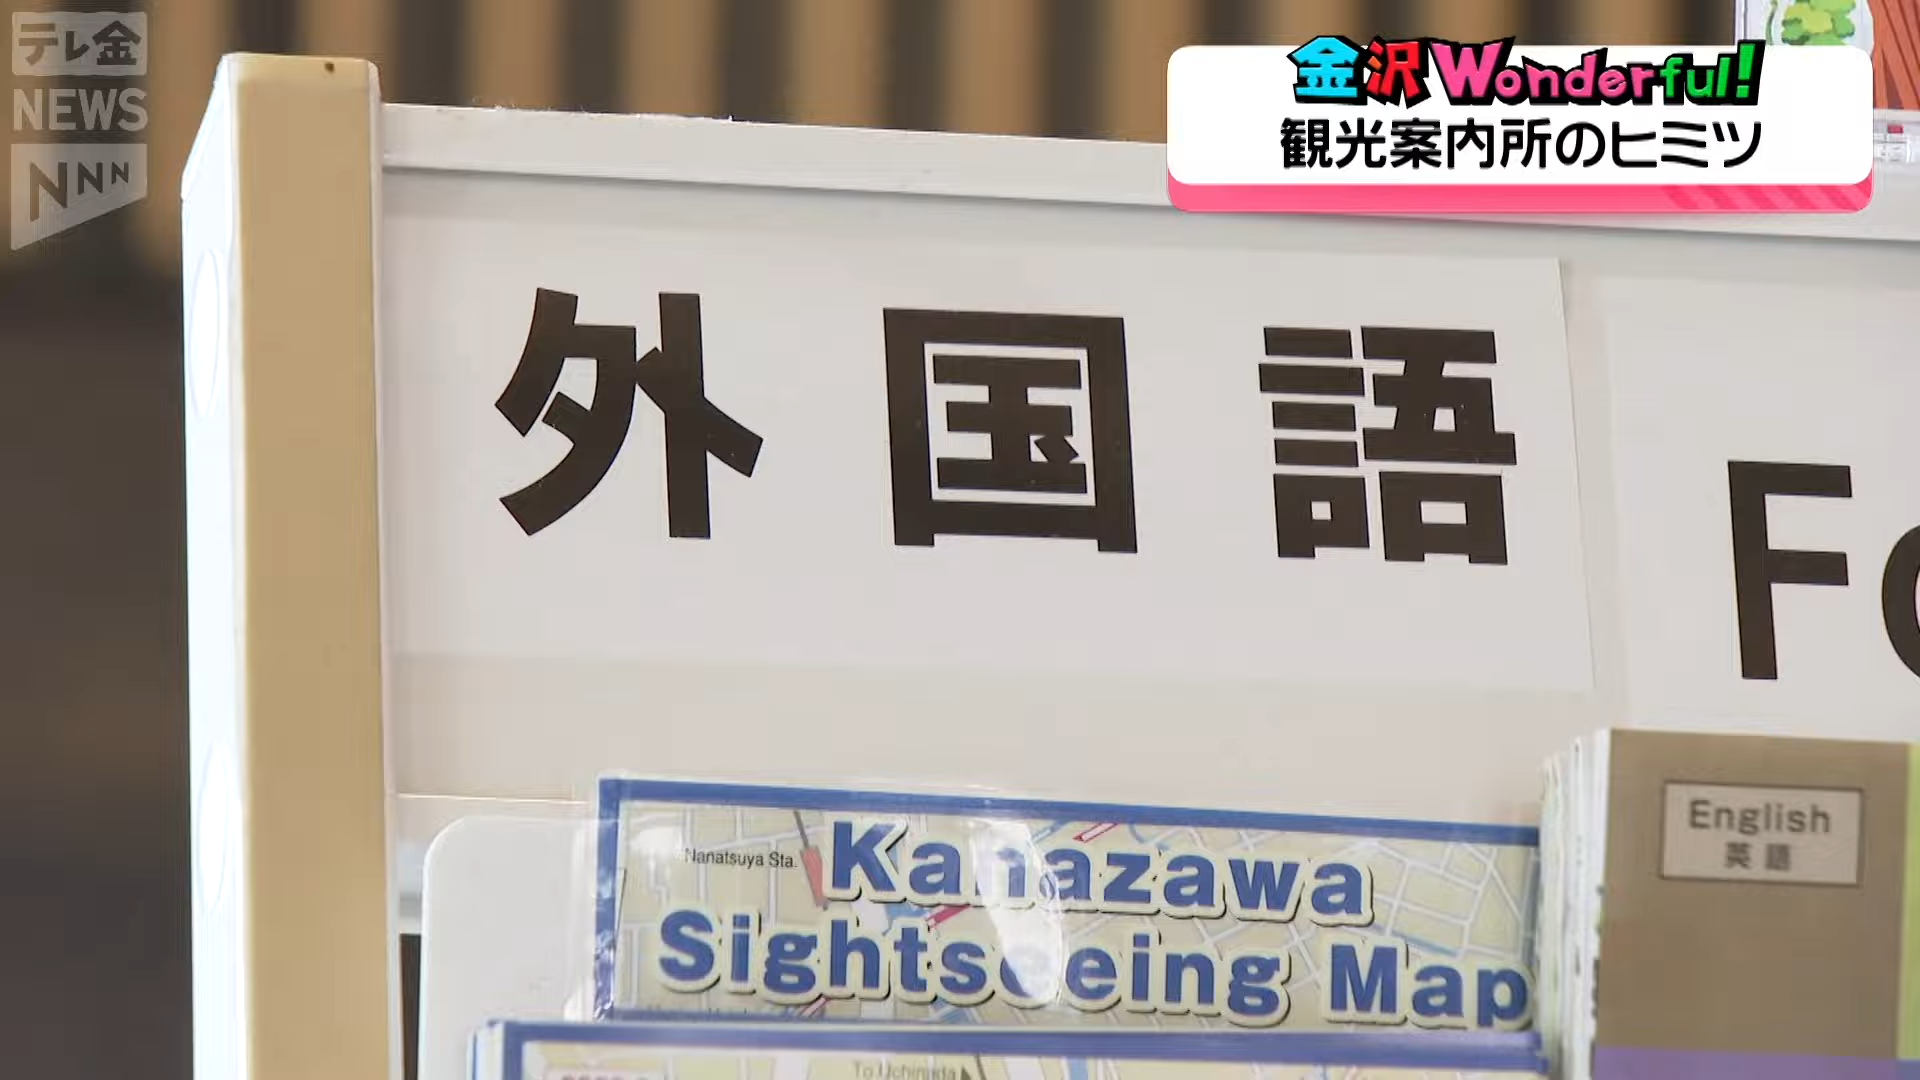 テレ金
NEWS
NNN
金沢Wonderful!
観光案内所のヒミツ
外国語
English
英語
Nanatsuya Sta.
Kanazawa
Sightseeing Map
To Uchinada